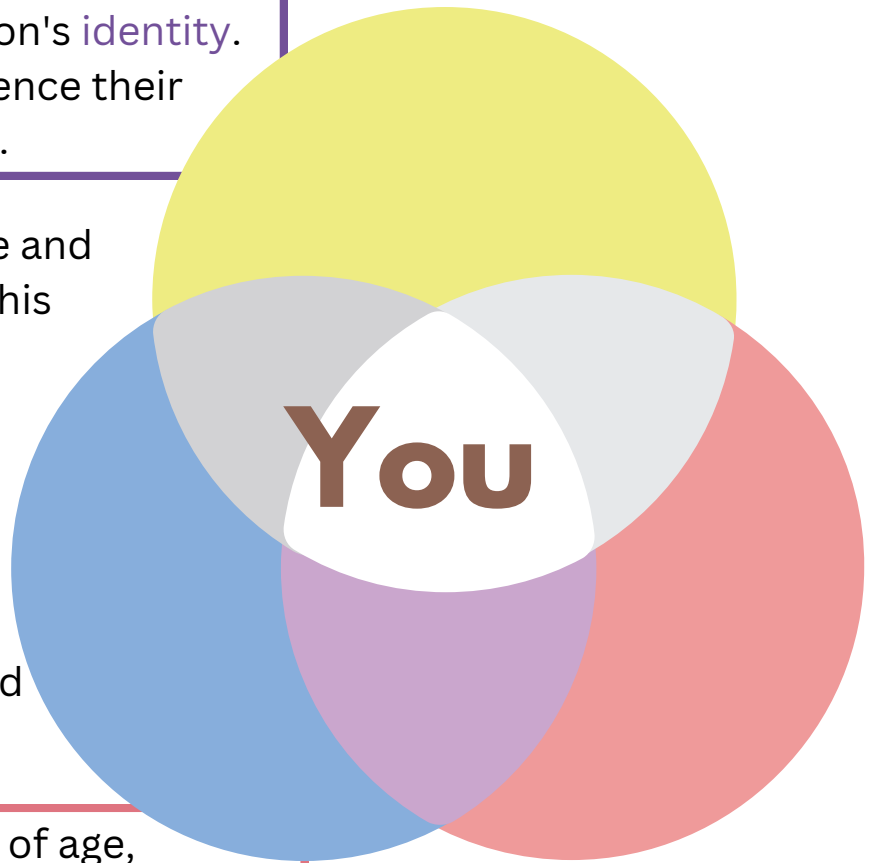 on's identity.
ence their
.
e and
his
You
d
of age,